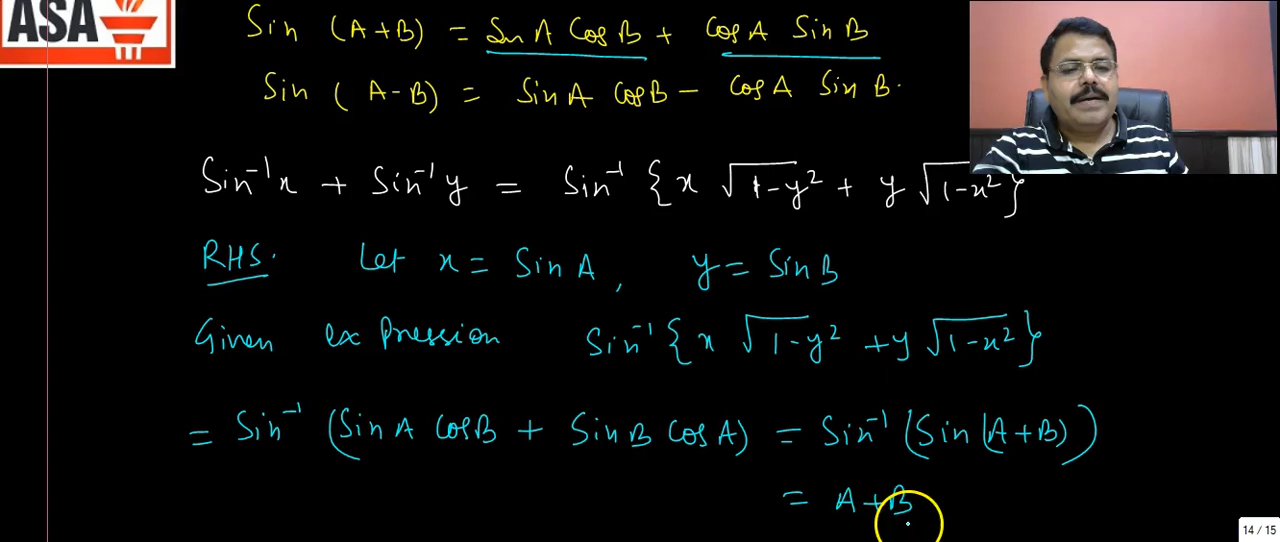 ASA
Sin (A+B) = Sin A Cos B + Cos A Sin B
Sin (A-B) = Sin A Cos B - Cos A Sin B.
Sin⁻¹x + Sin⁻¹y = Sin⁻¹ {x √1-y² + y √1-x²}
RHS. Let x = Sin A, y = Sin B
Given expression Sin⁻¹ {x √1-y² + y √1-x²}
= Sin⁻¹ (Sin A Cos B + Sin B Cos A) = Sin⁻¹ (Sin (A+B))
= A+B
14 / 15